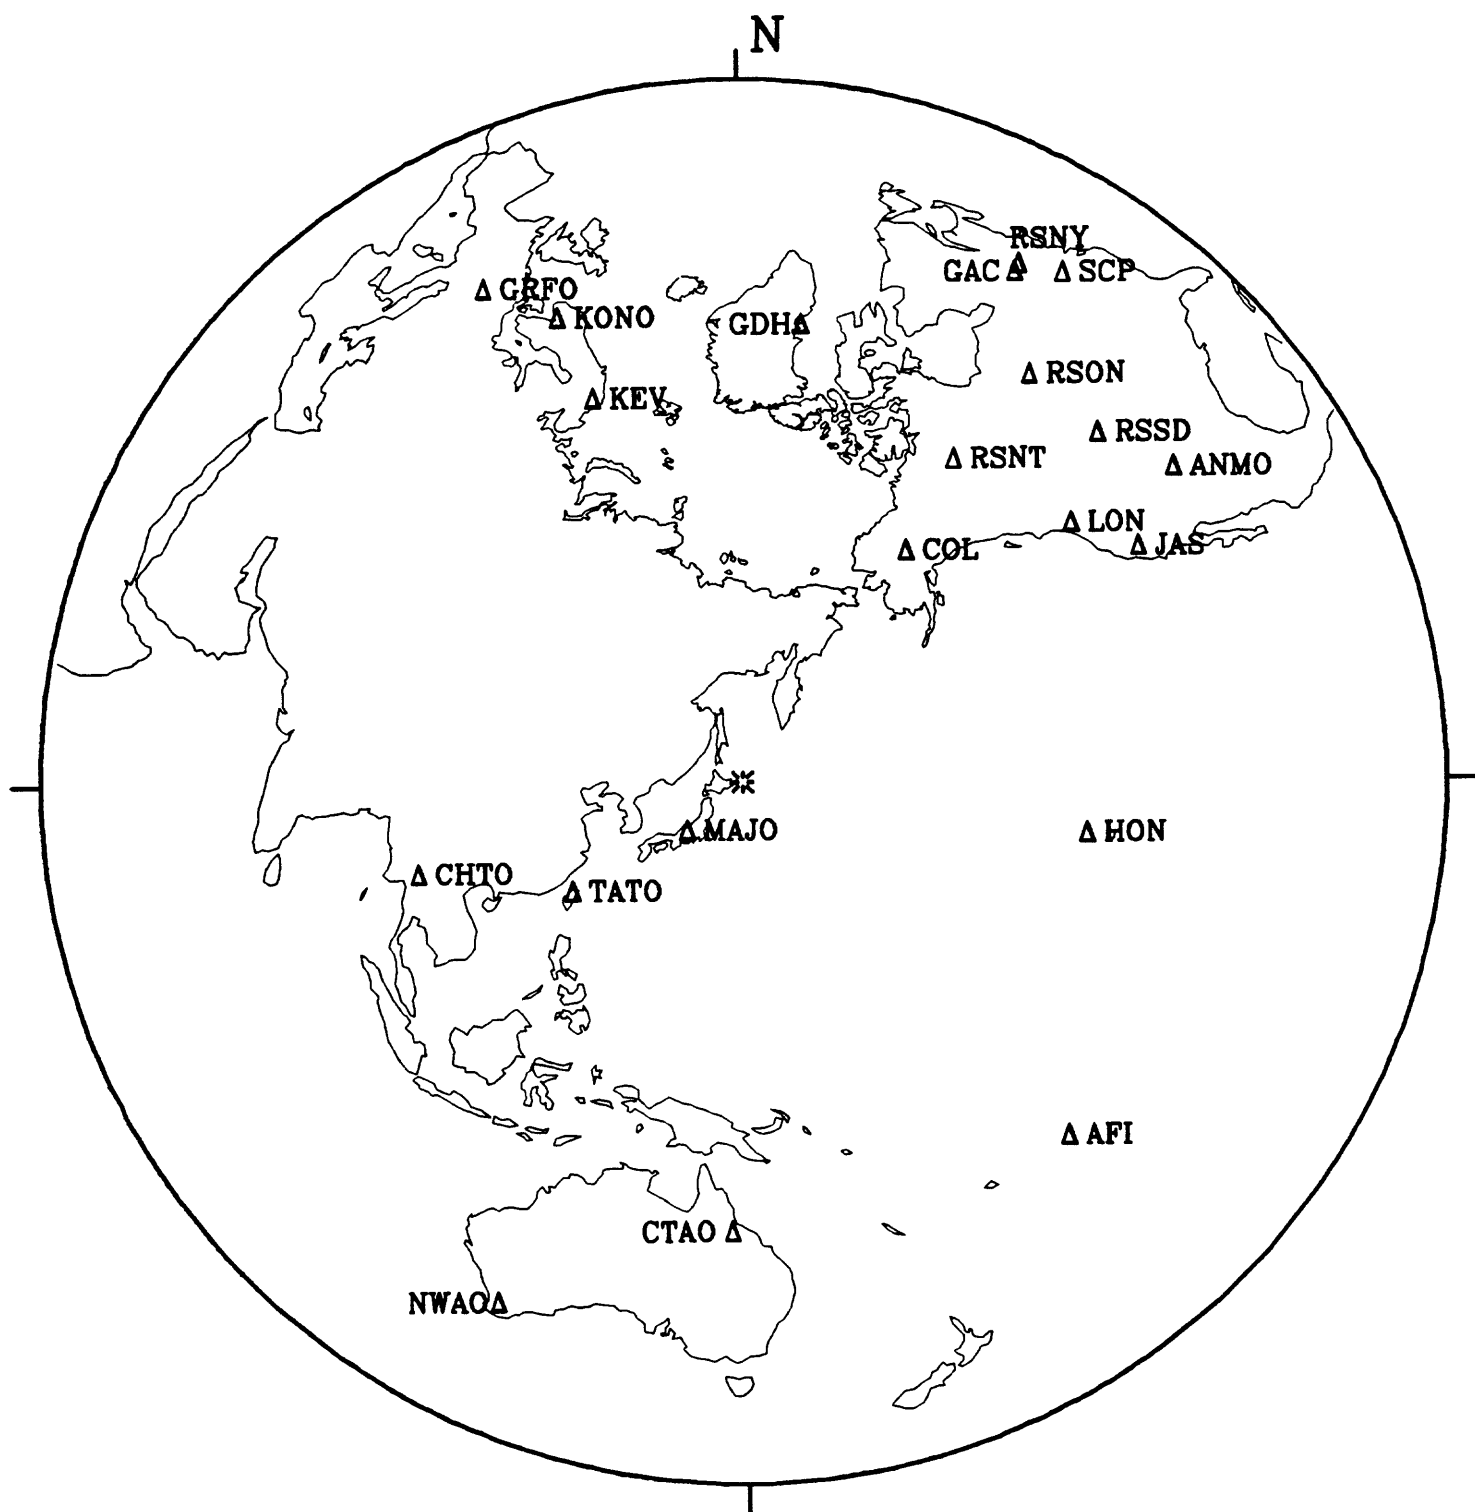 N
RSNY
GAC SCP
GRFO
KONO
GDH
RSON
KEV
RSSD
RSNT
ANMO
LON
COL
JAS
MAJO
HON
CHTO
TATO
AFI
CTAO
NWAO